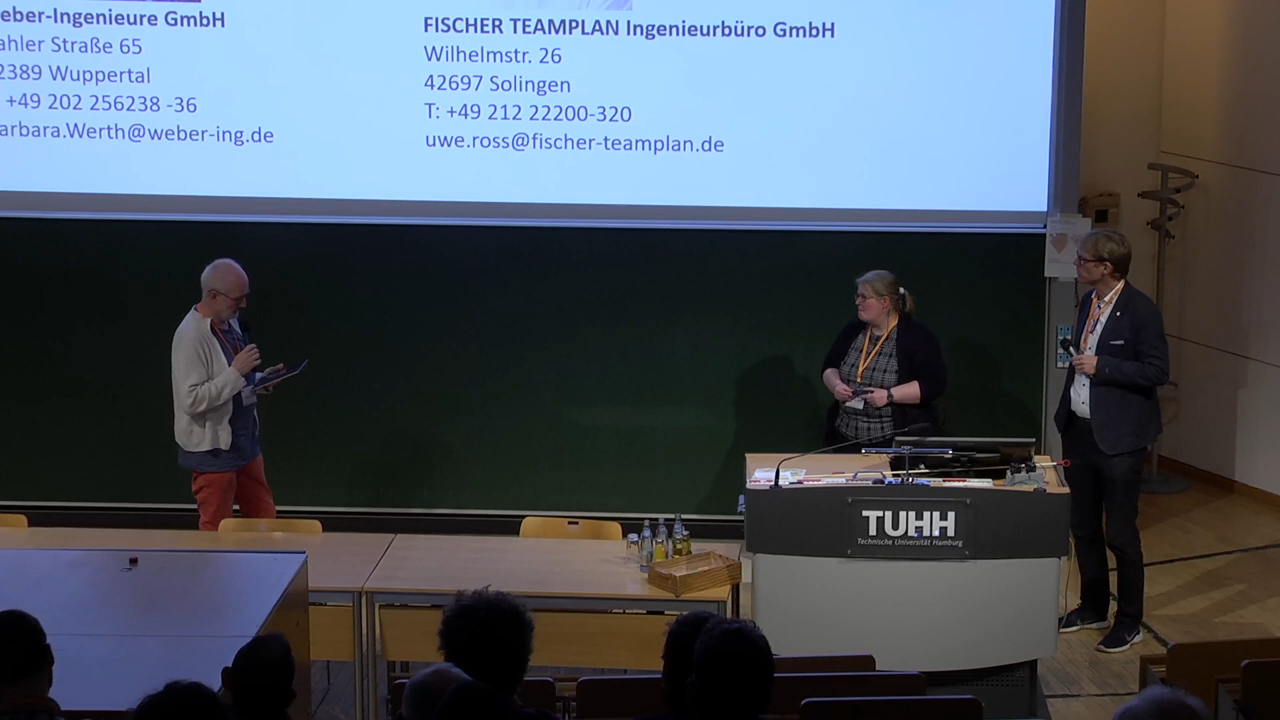 eber-Ingenieure GmbH
ahler Straße 65
2389 Wuppertal
+49 202 256238 -36
arbara.Werth@weber-ing.de
FISCHER TEAMPLAN Ingenieurbüro GmbH
Wilhelmstr. 26
42697 Solingen
T: +49 212 22200-320
uwe.ross@fischer-teamplan.de
TUHH
Technische Universität Hamburg